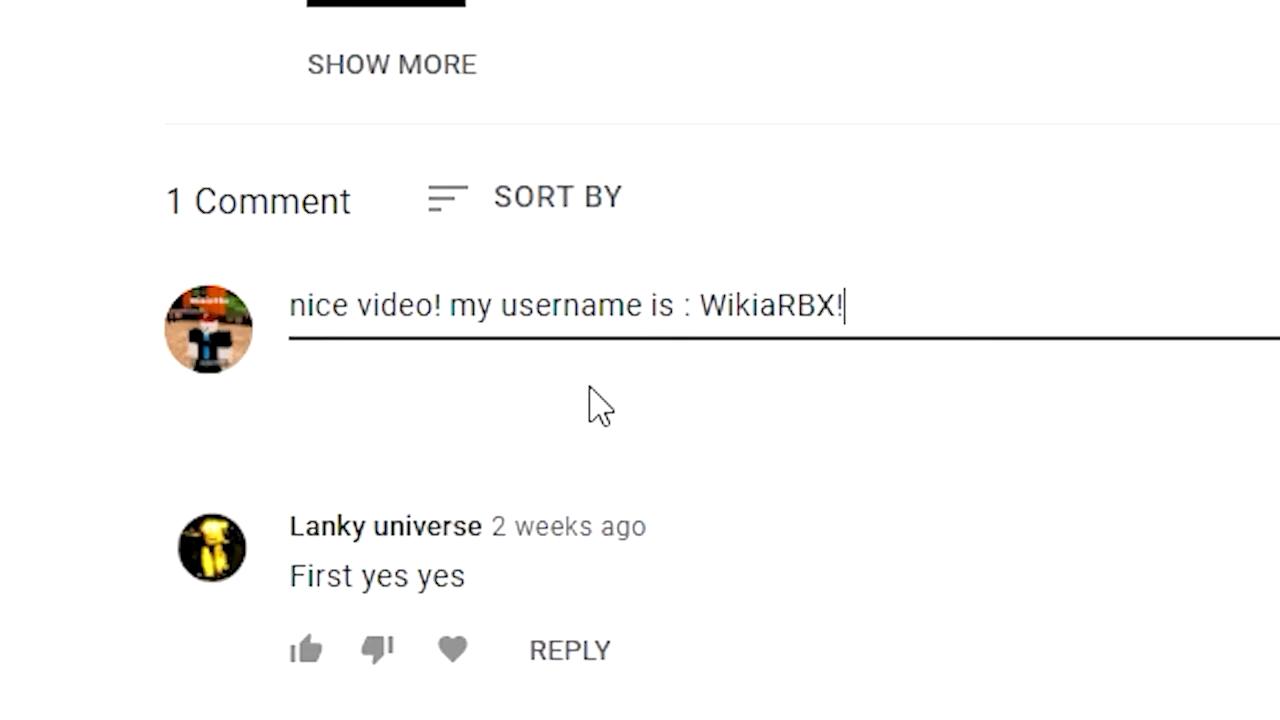 SHOW MORE
1 Comment
SORT BY
nice video! my username is : WikiaRBX!
Lanky universe 2 weeks ago
First yes yes
REPLY